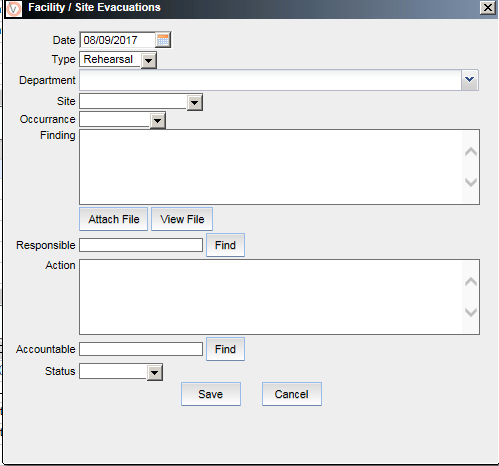 Facility / Site Evacuations
Date 08/09/2017
Type Rehearsal
Department
Site
Occurrance
Finding
Attach File View File
Responsible Find
Action
Accountable Find
Status
Save Cancel